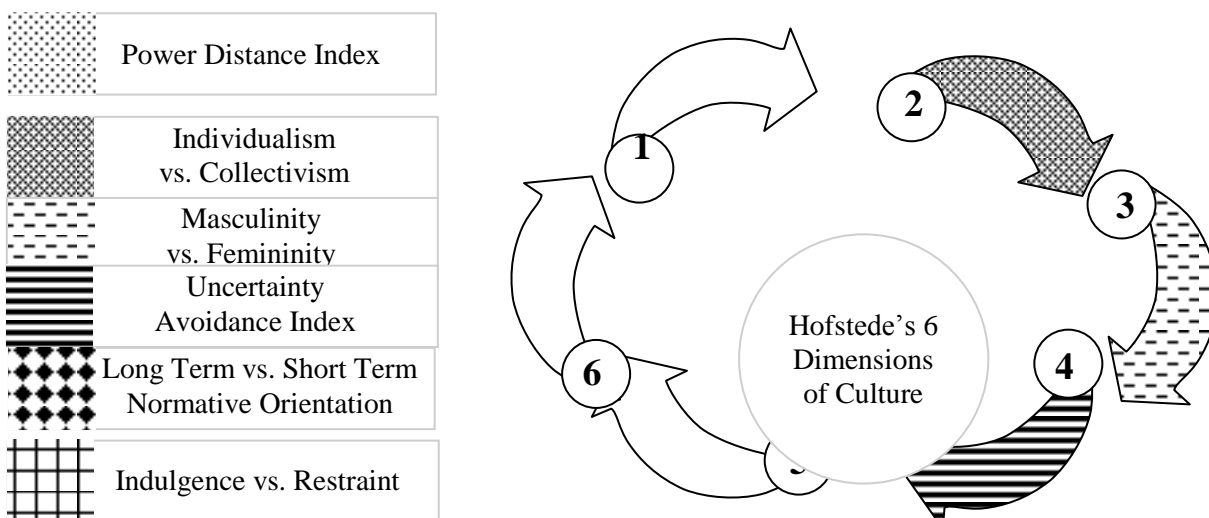 Power Distance Index
Individualism
vs. Collectivism
Masculinity
vs. Femininity
Uncertainty
Avoidance Index
Long Term vs. Short Term
Normative Orientation
Indulgence vs. Restraint
1
2
3
4
6
Hofstede’s 6
Dimensions
of Culture